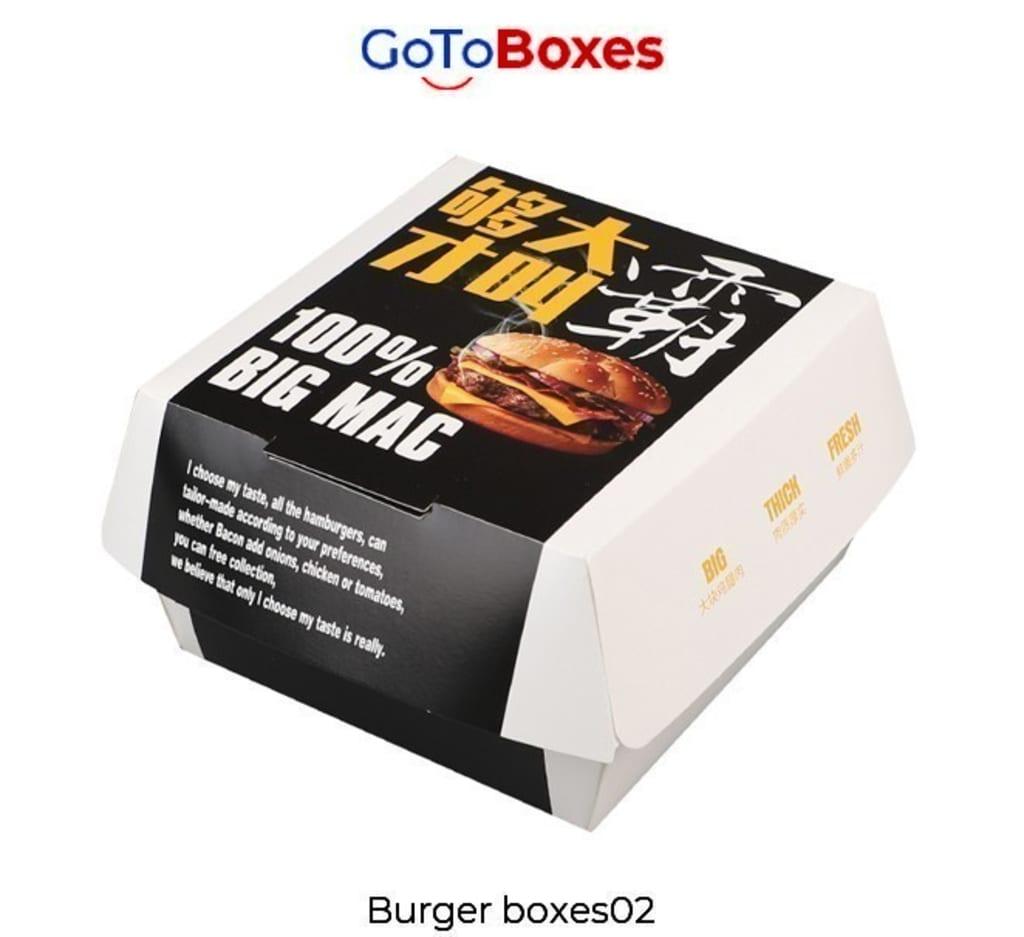 GoToBoxes
够大
才叫
霸
100%
BIG MAC
I choose my taste, all the hamburgers, can
tailor-made according to your preferences,
whether Bacon add onions, chicken or tomatoes,
you can free collection,
we believe that only I choose my taste is really.
FRESH
THICK
BIG
Burger boxes02